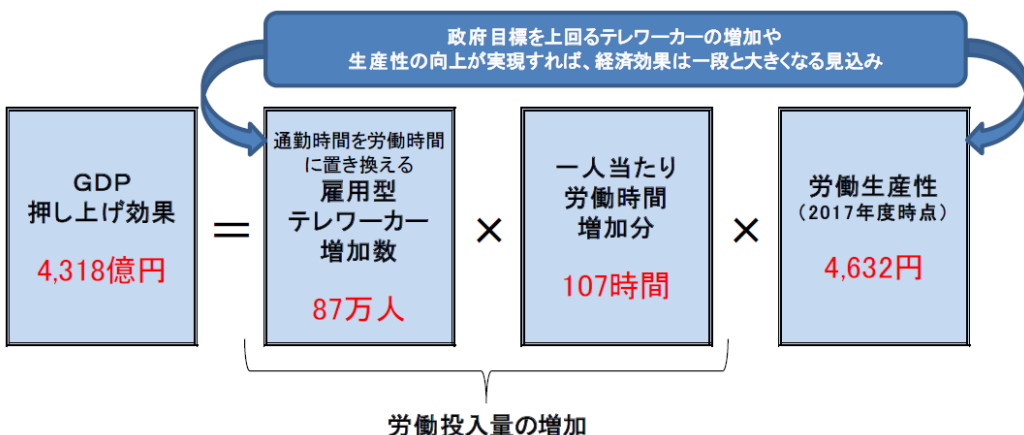 政府目標を上回るテレワーカーの増加や
生産性の向上が実現すれば、経済効果は一段と大きくなる見込み
GDP
押し上げ効果
4,318億円
＝
通勤時間を労働時間
に置き換える
雇用型
テレワーカー
増加数
87万人
×
一人当たり
労働時間
増加分
107時間
×
労働生産性
（2017年度時点）
4,632円
労働投入量の増加